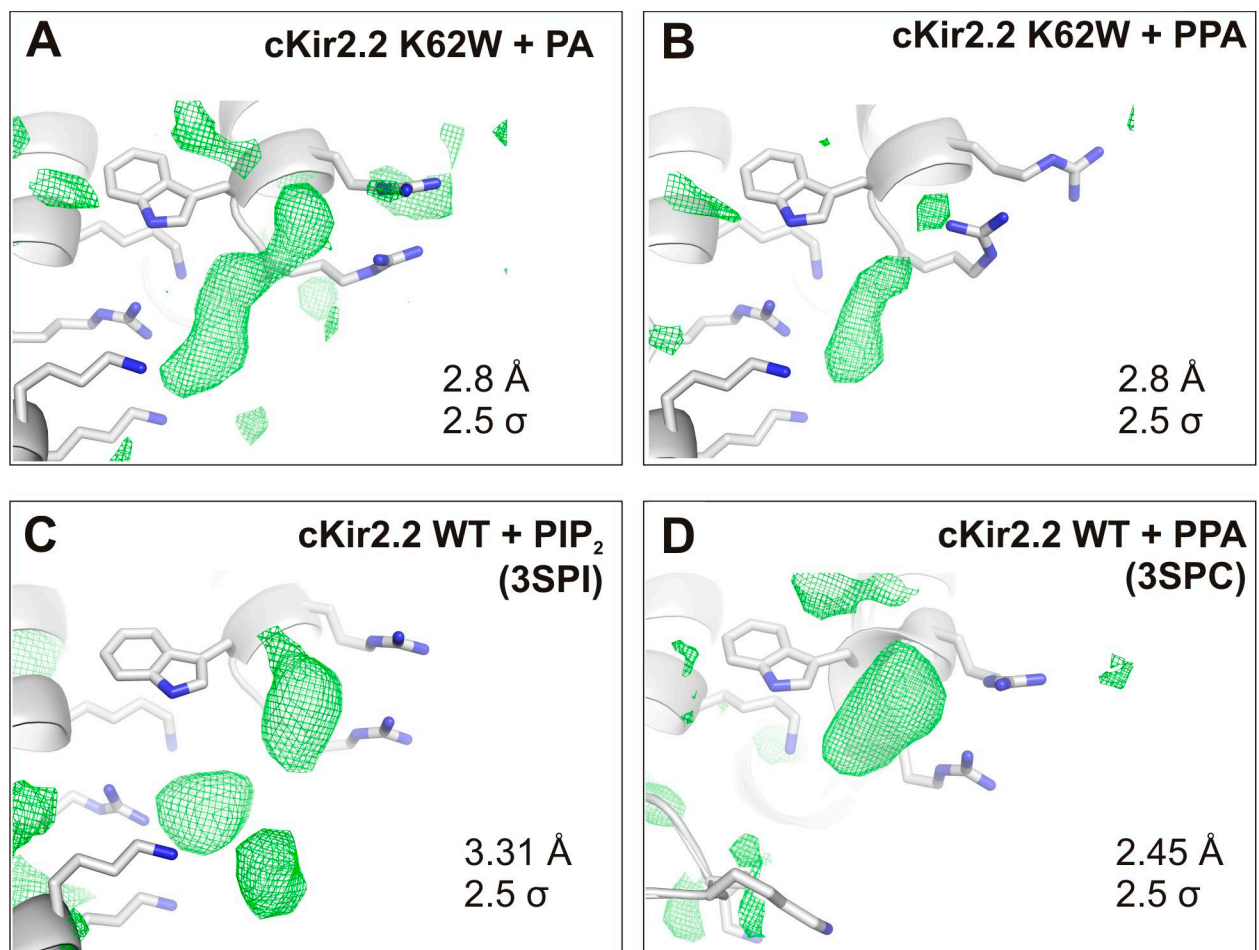 A
cKir2.2 K62W + PA
2.8 Å
2.5 σ
B
cKir2.2 K62W + PPA
2.8 Å
2.5 σ
C
cKir2.2 WT + PIP₂
(3SPI)
3.31 Å
2.5 σ
D
cKir2.2 WT + PPA
(3SPC)
2.45 Å
2.5 σ